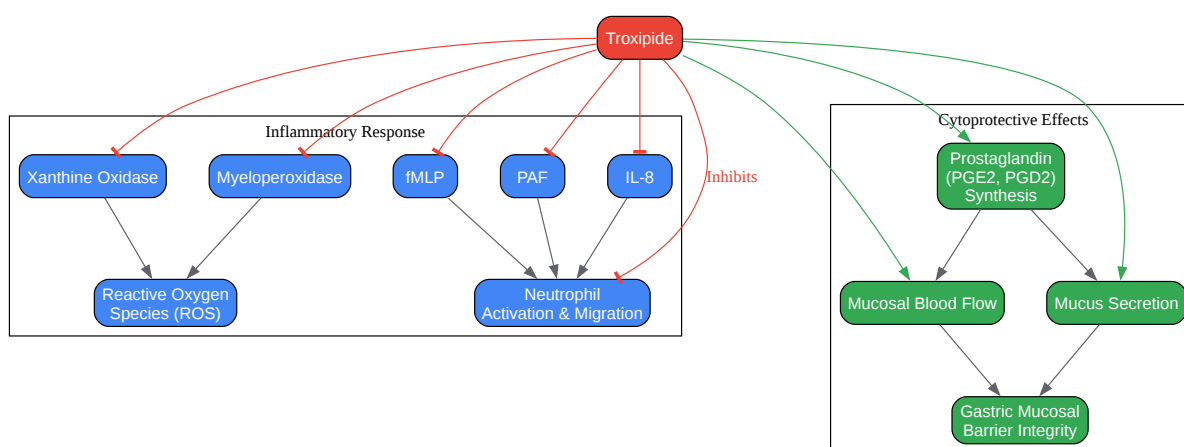 Troxipide
Inflammatory Response
Cytoprotective Effects
Xanthine Oxidase
Myeloperoxidase
fMLP
PAF
IL-8
Inhibits
Prostaglandin
(PGE2, PGD2)
Synthesis
Reactive Oxygen
Species (ROS)
Neutrophil
Activation & Migration
Mucosal Blood Flow
Mucus Secretion
Gastric Mucosal
Barrier Integrity